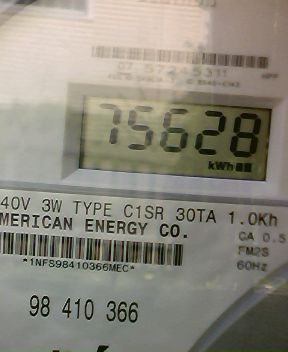 75628
kWh
40V 3W TYPE C1SR 30TA 1.0Kh
MERICAN ENERGY CO.
CA 0.5
*1NFS98410366MEC*
FM2S
60Hz
98 410 366